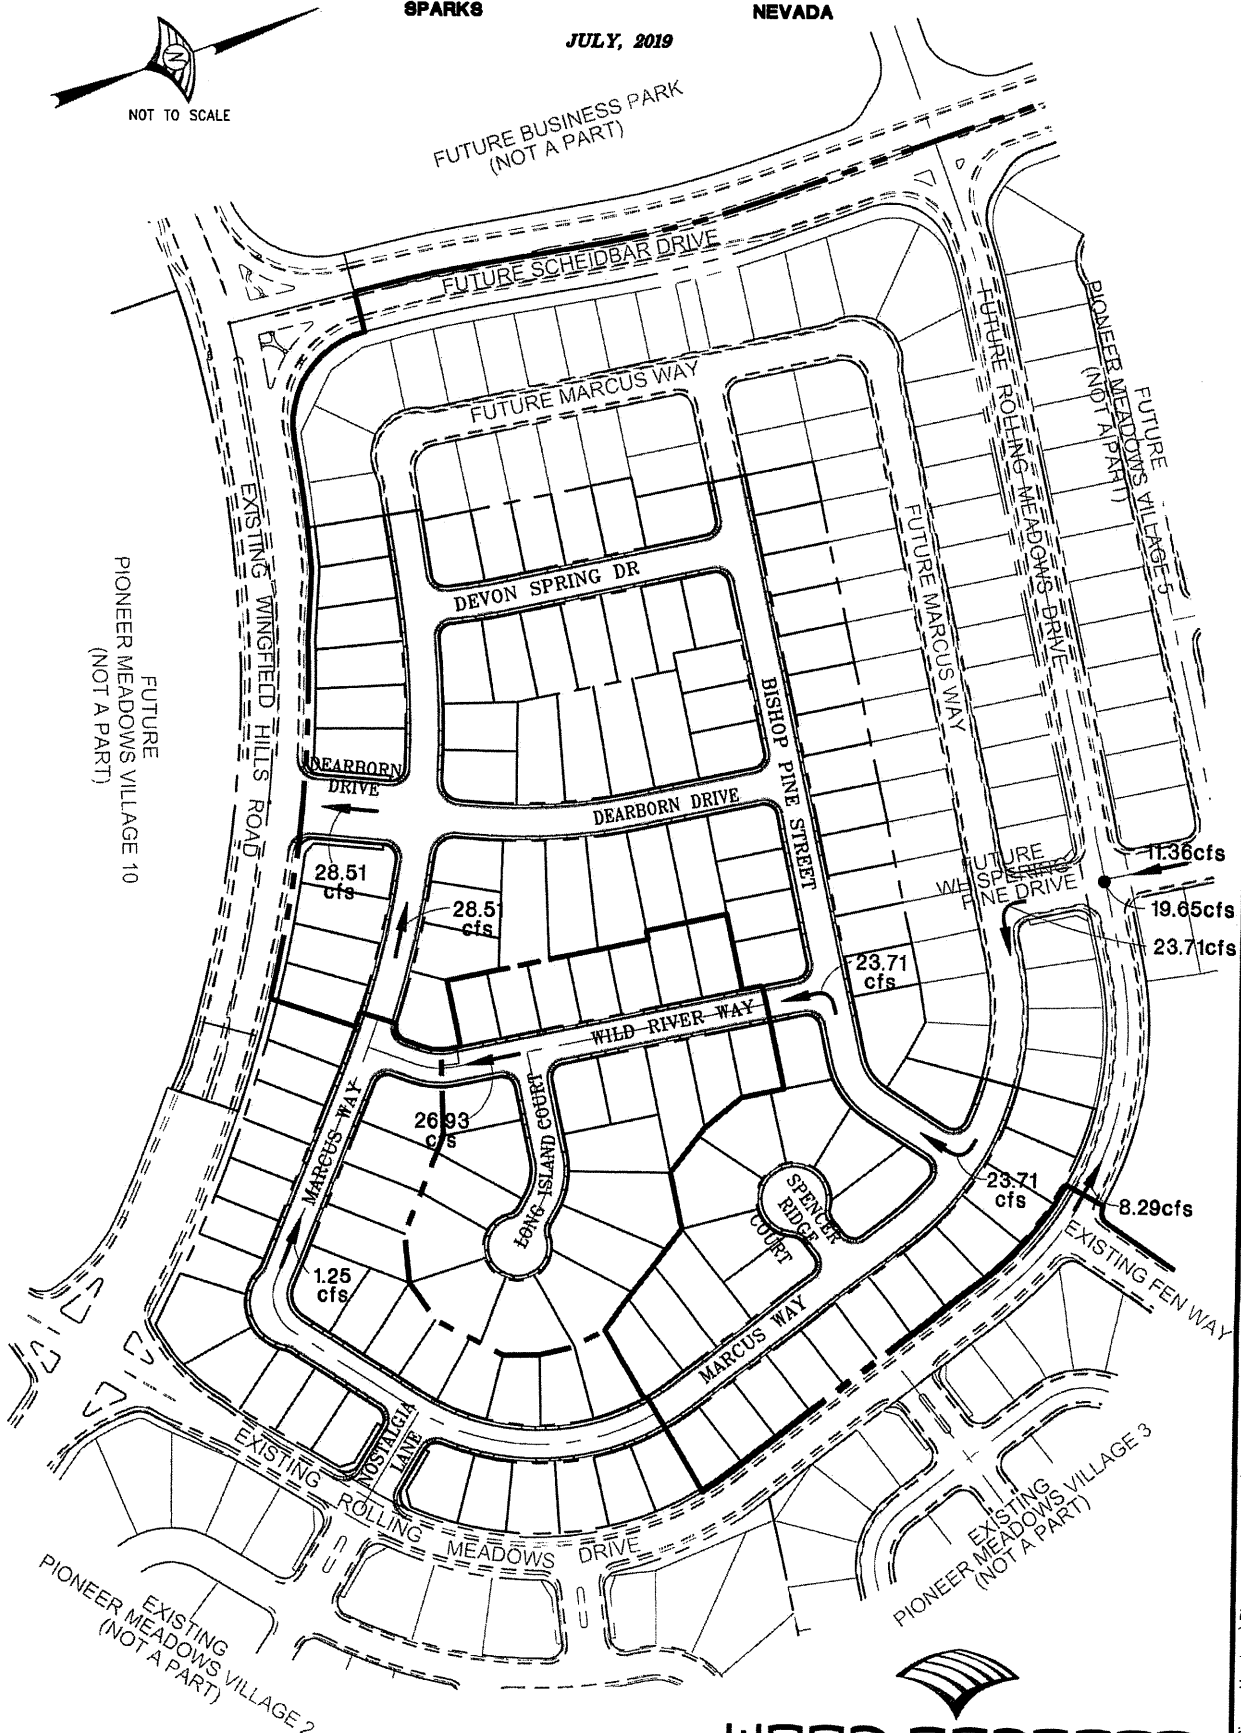 SPARKS NEVADA
JULY, 2019
N
NOT TO SCALE
FUTURE BUSINESS PARK
(NOT A PART)
FUTURE SCHEIDBAR DRIVE
FUTURE MARCUS WAY
FUTURE ROLLING MEADOWS DRIVE
FUTURE
PIONEER MEADOWS VILLAGE 5
(NOT A PART)
EXISTING WINGFIELD HILLS ROAD
FUTURE MARCUS WAY
FUTURE
PIONEER MEADOWS VILLAGE 10
(NOT A PART)
DEVON SPRING DR
BISHOP PINE STREET
DEARBORN
DRIVE
DEARBORN DRIVE
28.51
cfs
28.51
cfs
FUTURE
WHISPERING
PINE DRIVE
11.36cfs
19.65cfs
23.71cfs
23.71
cfs
WILD RIVER WAY
MARCUS WAY
26.93
cfs
LONG ISLAND COURT
SPENCER
RIDGE
COURT
23.71
cfs
8.29cfs
EXISTING FEN WAY
1.25
cfs
MARCUS WAY
NOSTALGIA
LANE
EXISTING ROLLING MEADOWS DRIVE
EXISTING
PIONEER MEADOWS VILLAGE 3
(NOT A PART)
EXISTING
PIONEER MEADOWS VILLAGE 2
(NOT A PART)